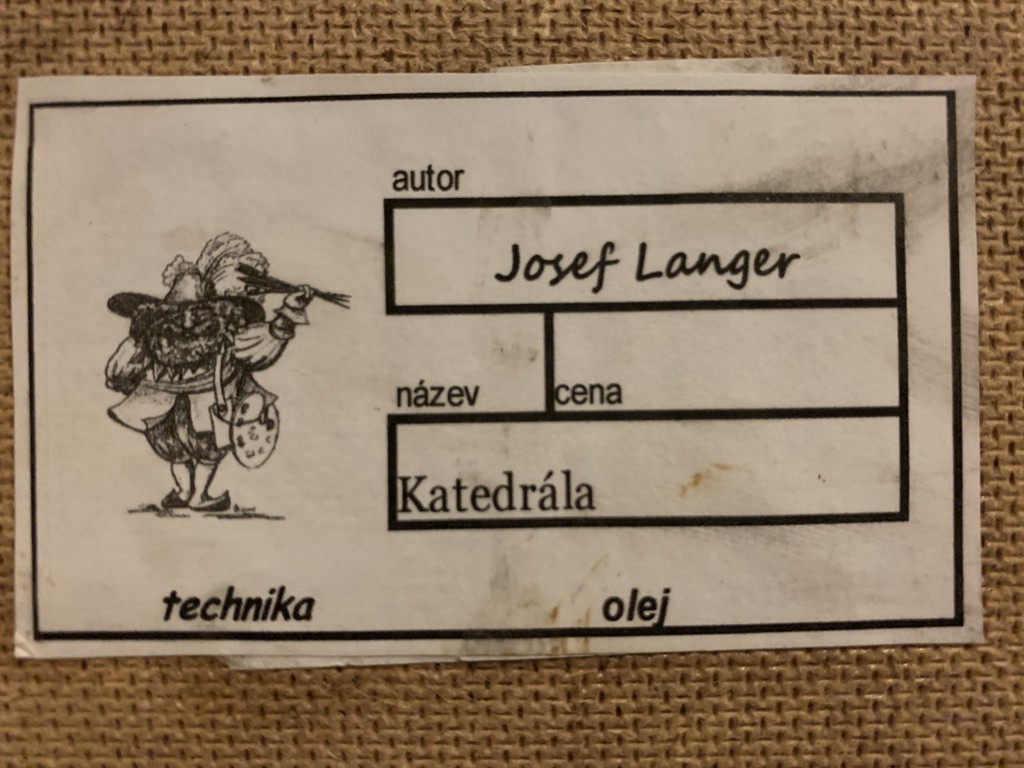 autor
Josef Langer
název cena
Katedrála
technika olej